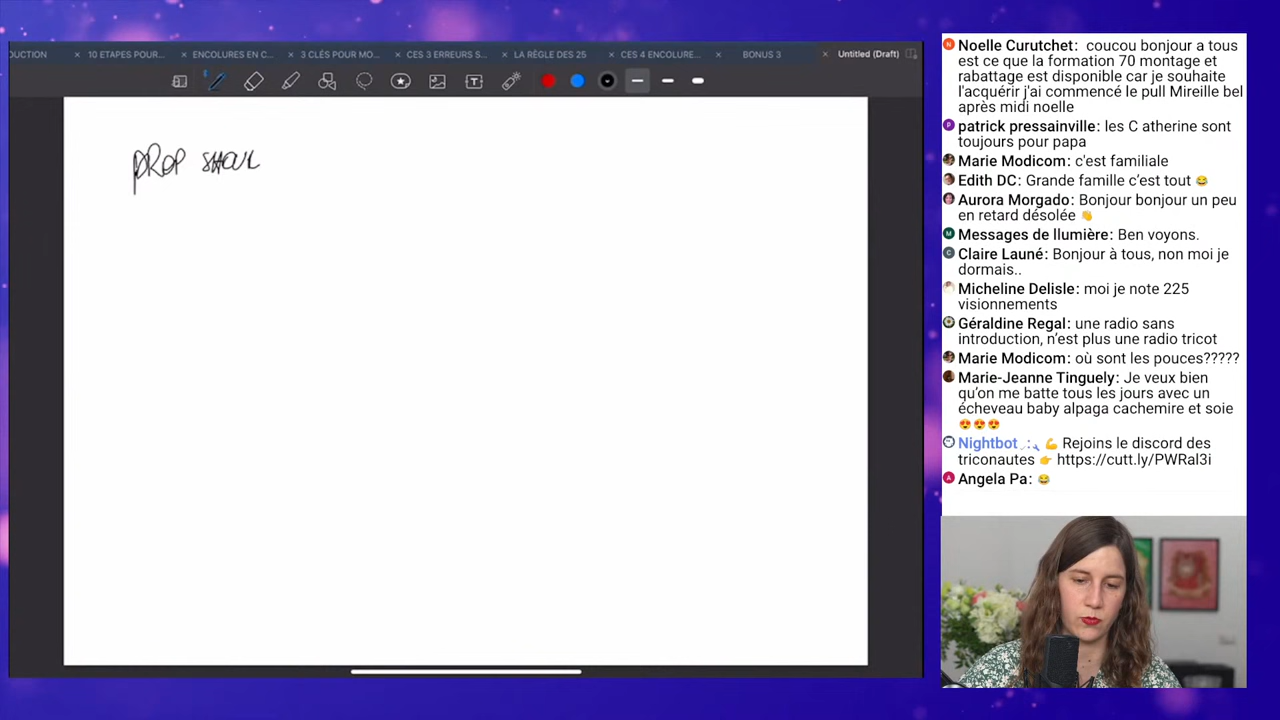 DUCTION
10 ETAPES POUR...
ENCOLURES EN C...
3 CLÉS POUR MO...
CES 3 ERREURS S...
LA RÈGLE DES 25
CES 4 ENCOLURE...
BONUS 3
Untitled (Draft)
DROP SHOUL
Noelle Curutchet: coucou bonjour a tous
est ce que la formation 70 montage et
rabattage est disponible car je souhaite
l'acquérir j'ai commencé le pull Mireille bel
après midi noelle
patrick pressainville: les C atherine sont
toujours pour papa
Marie Modicom: c'est familiale
Edith DC: Grande famille c’est tout 😂
Aurora Morgado: Bonjour bonjour un peu
en retard désolée 👋
Messages de llumière: Ben voyons.
Claire Launé: Bonjour à tous, non moi je
dormais..
Micheline Delisle: moi je note 225
visionnements
Géraldine Regal: une radio sans
introduction, n’est plus une radio tricot
Marie Modicom: où sont les pouces?????
Marie-Jeanne Tinguely: Je veux bien
qu’on me batte tous les jours avec un
écheveau baby alpaga cachemire et soie
😍😍😍
Nightbot: 💪 Rejoins le discord des
triconautes 👉 https://cutt.ly/PWRal3i
Angela Pa: 😂